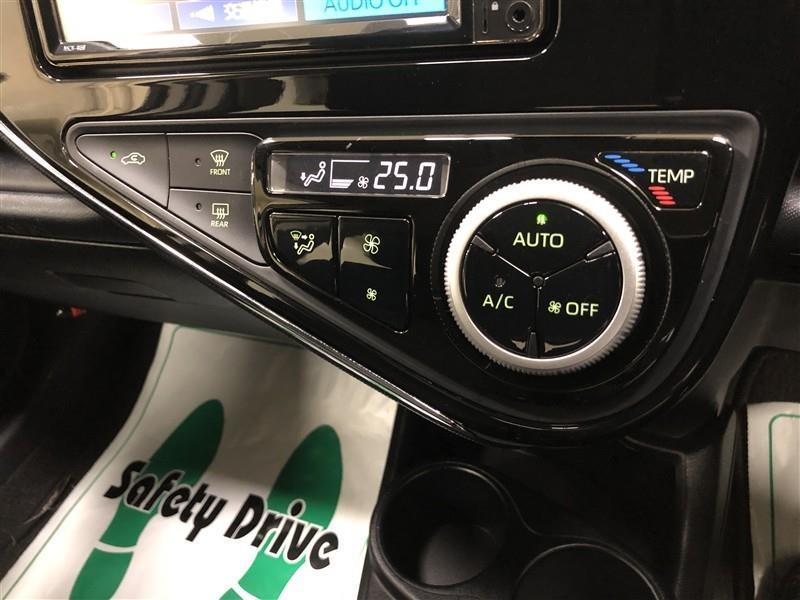 AUDIO OFF
FRONT
REAR
25.0
AUTO
A/C
OFF
TEMP
Safety Drive